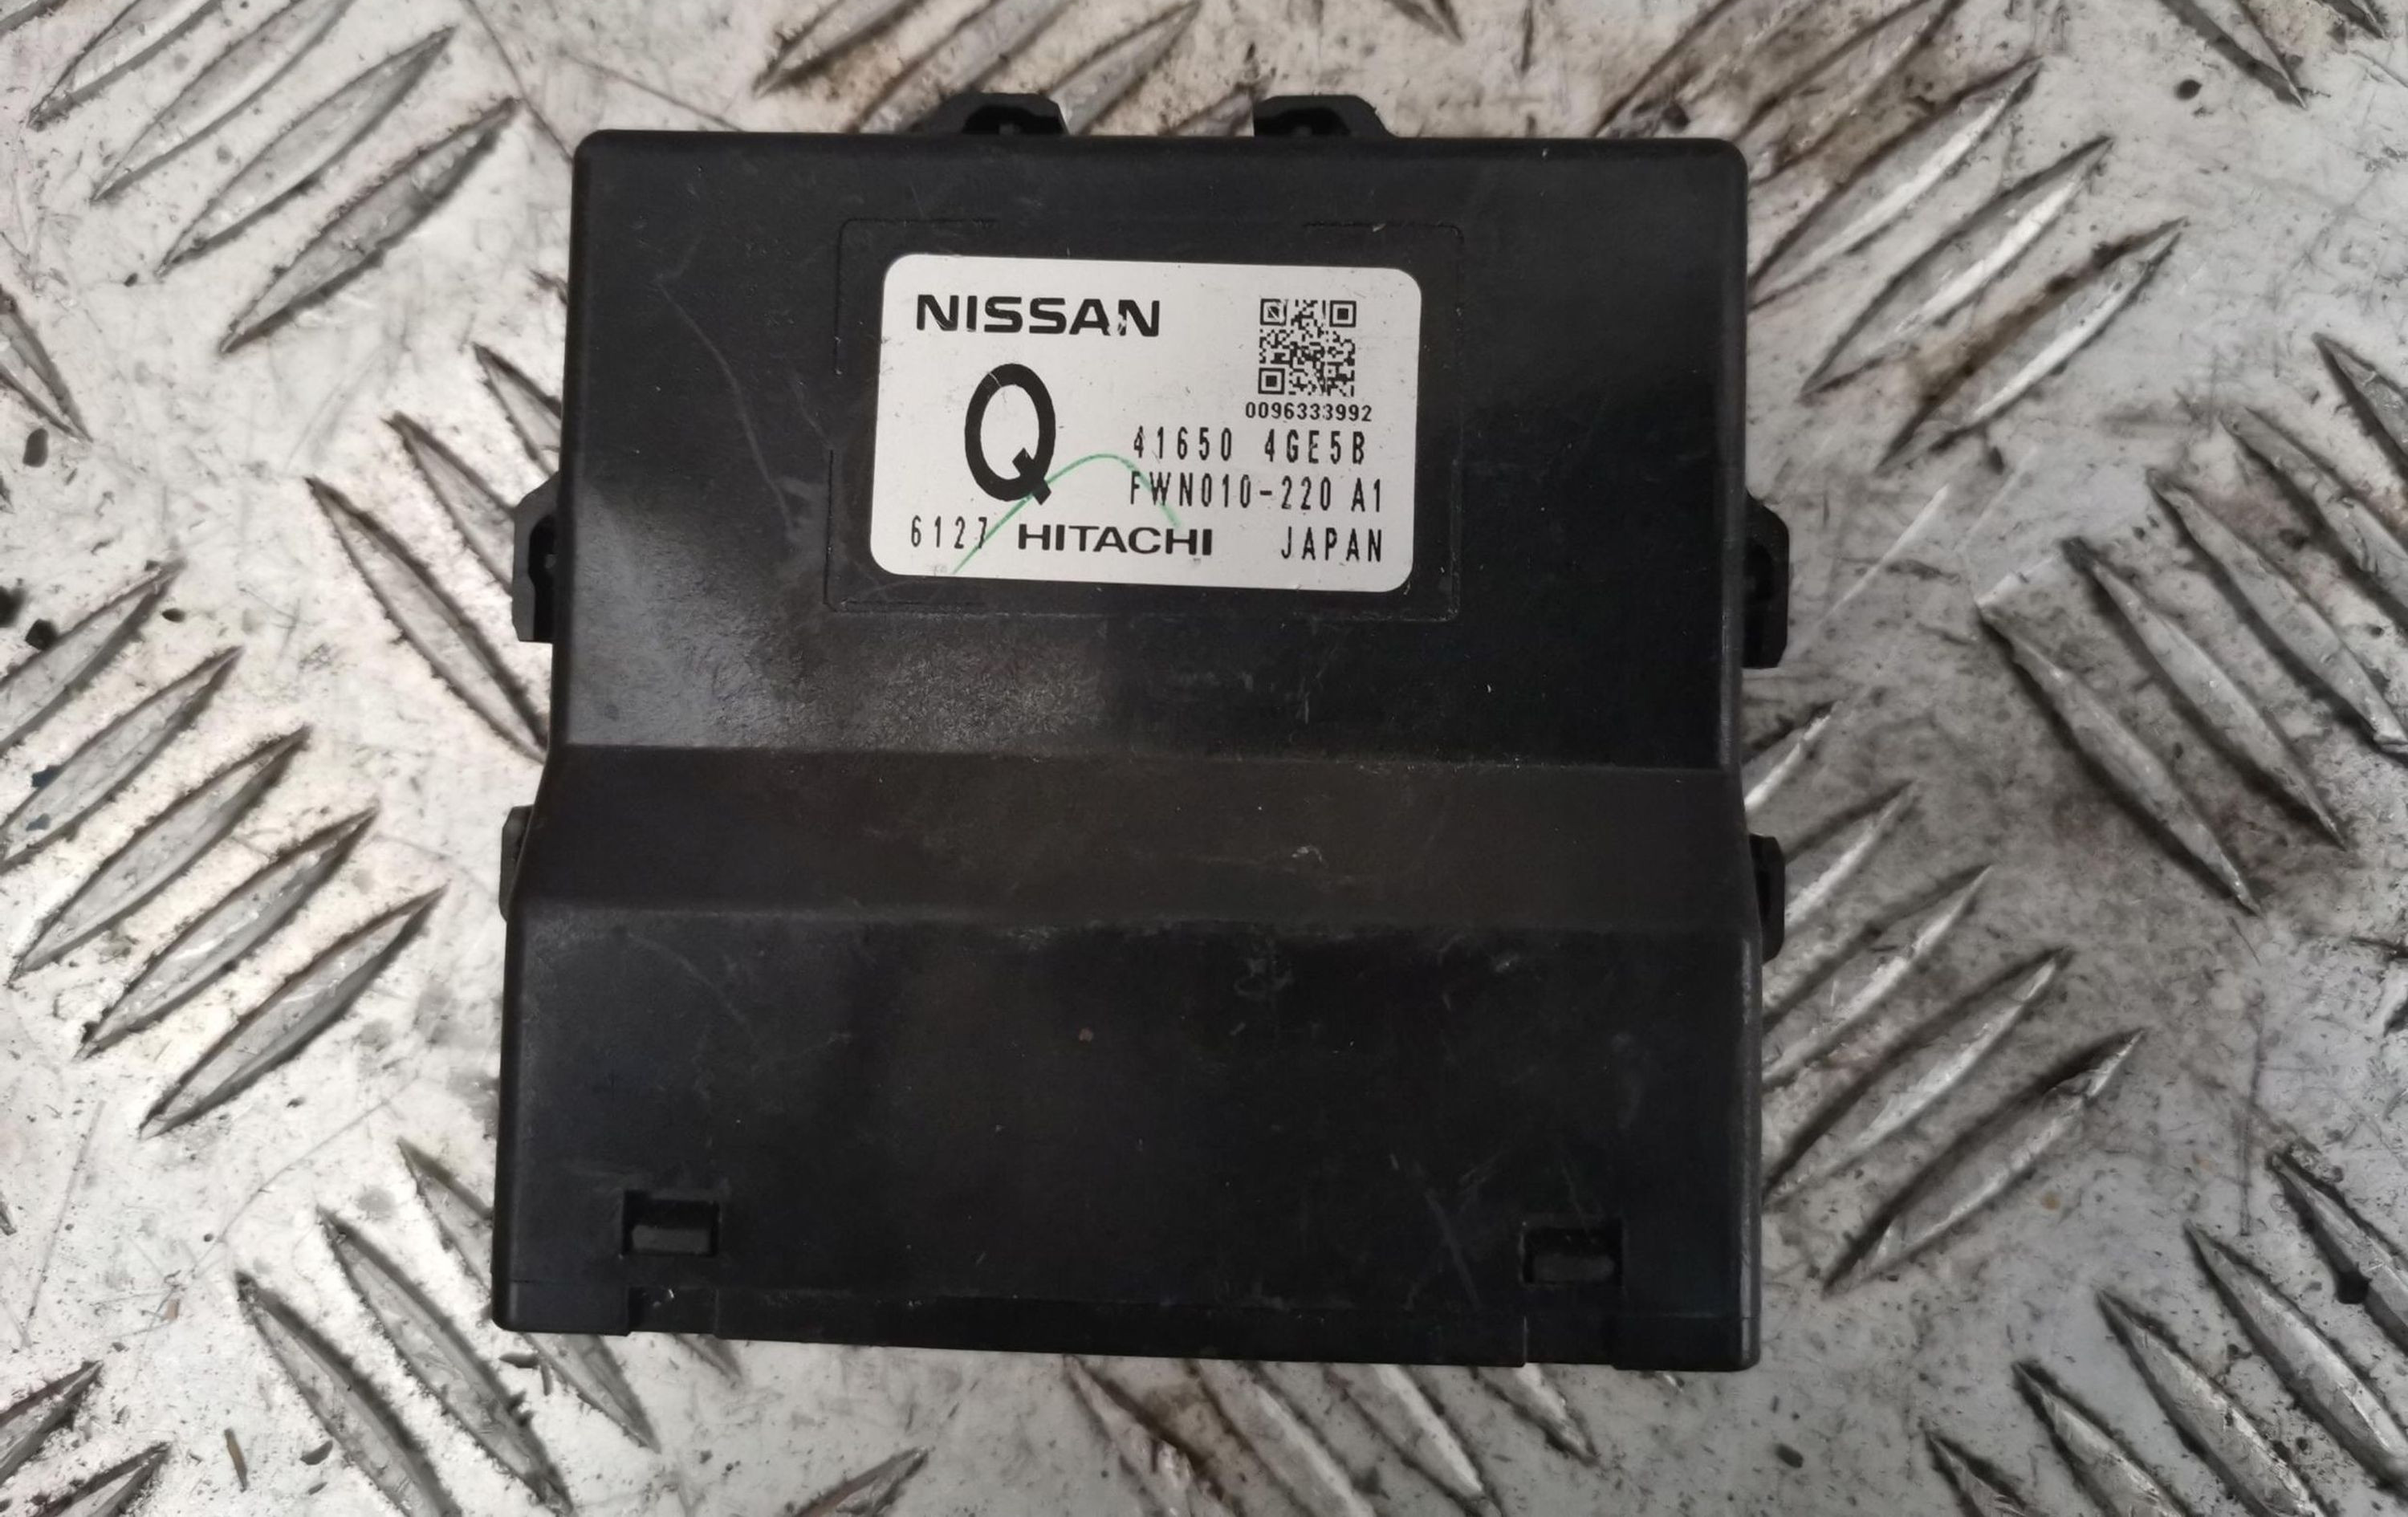 NISSAN
Q
0096333992
41650 4GE5B
FWN010-220 A1
6127 HITACHI JAPAN